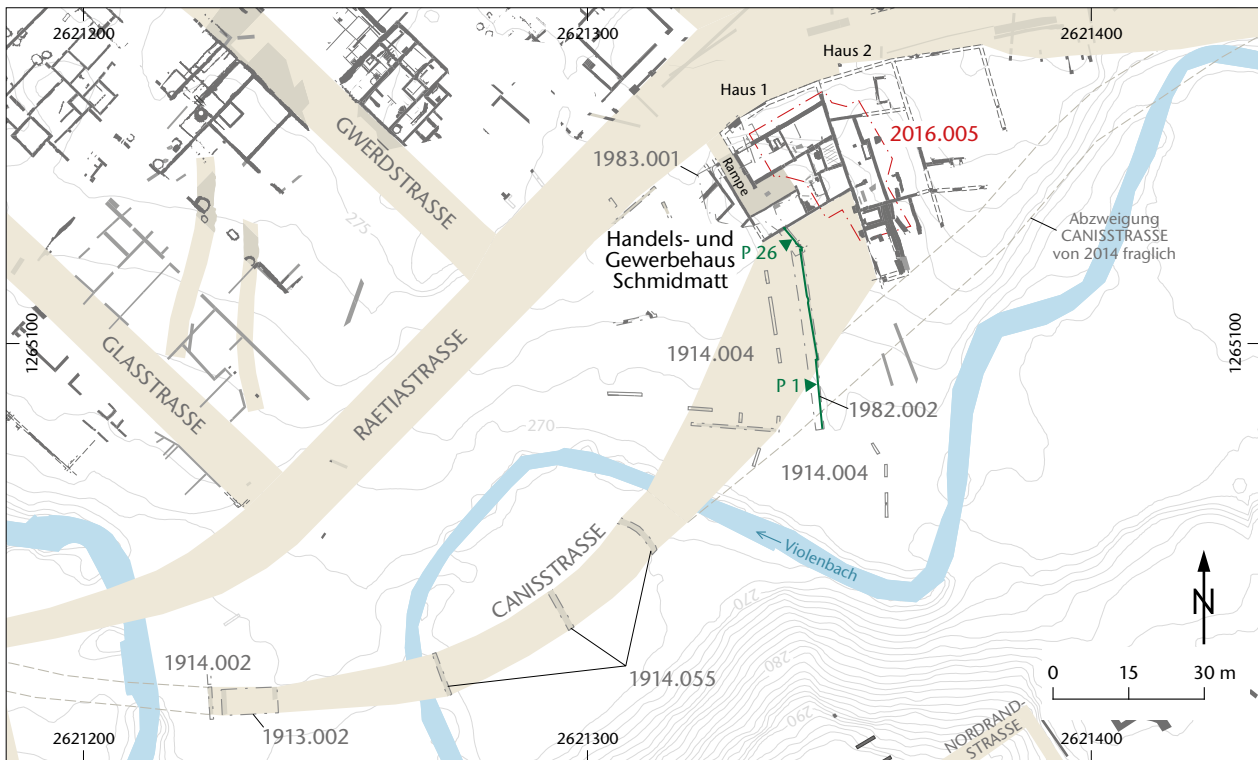 2621200
2621300
2621400
Haus 2
Haus 1
2016.005
1983.001
Rampe
GWERDSTRASSE
275
Abzweigung
CANISSTRASSE
von 2014 fraglich
Handels- und
Gewerbehaus
Schmidmatt
P 26
1265100
1265100
GLASSTRASSE
RAETIASTRASSE
1914.004
P 1
1982.002
270
1914.004
Violenbach
CANISSTRASSE
270
N
280
1914.002
1914.055
0 15 30 m
290
1913.002
NORDRAND-
STRASSE
2621200
2621300
2621400